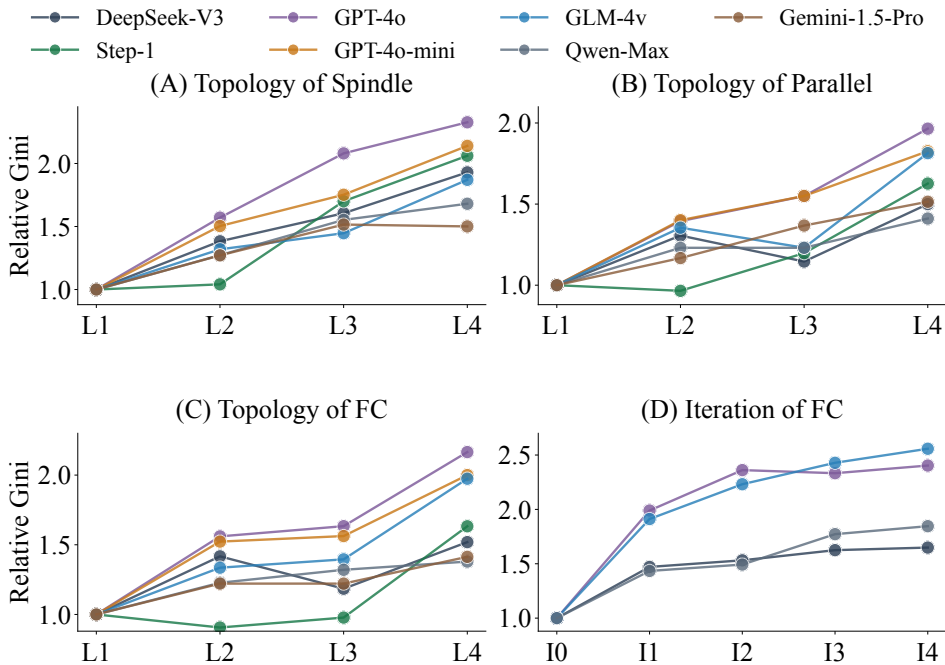 DeepSeek-V3 GPT-4o GLM-4v Gemini-1.5-Pro
Step-1 GPT-4o-mini Qwen-Max
(A) Topology of Spindle
Relative Gini
2.0
1.5
1.0
L1 L2 L3 L4
(B) Topology of Parallel
2.0
1.5
1.0
L1 L2 L3 L4
(C) Topology of FC
Relative Gini
2.0
1.5
1.0
L1 L2 L3 L4
(D) Iteration of FC
2.5
2.0
1.5
1.0
I0 I1 I2 I3 I4